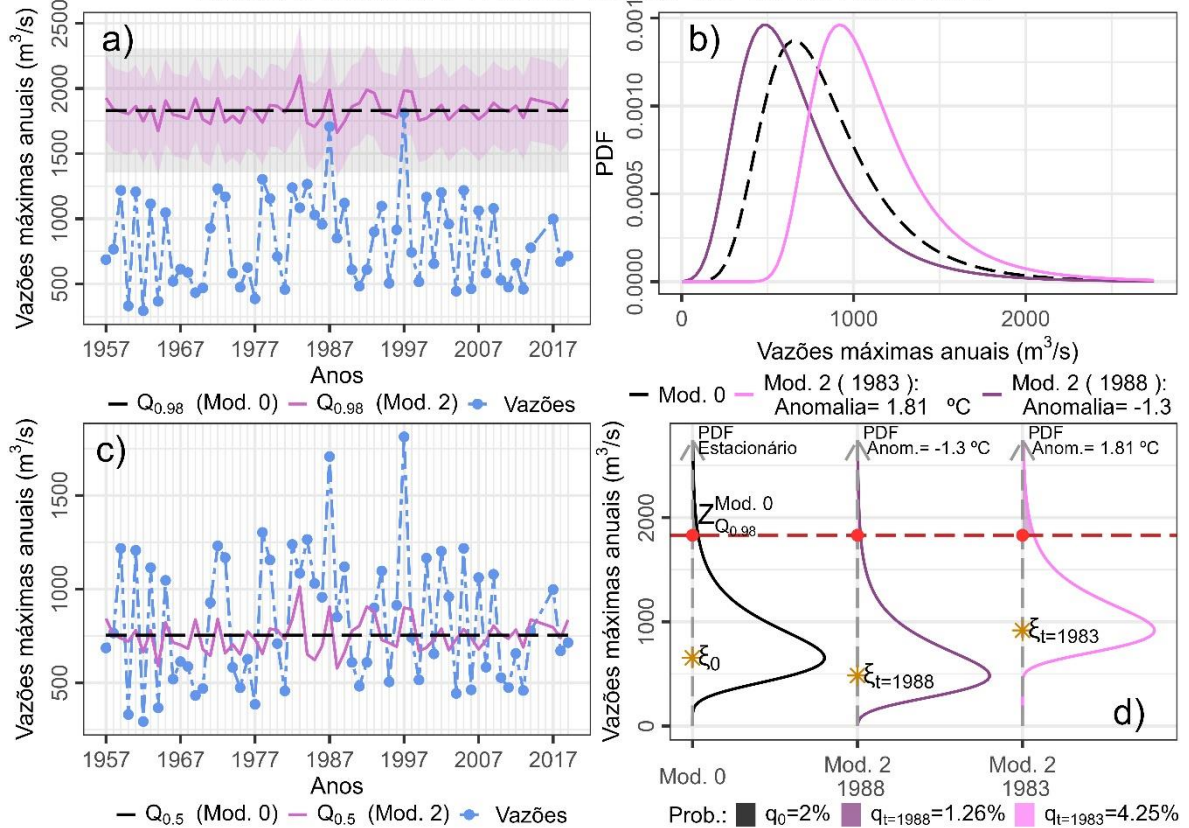 a)
Vazões máximas anuais (m³/s)
2500
2000
1500
1000
500
1957 1967 1977 1987 1997 2007 2017
Anos
Q0.98 (Mod. 0) Q0.98 (Mod. 2) Vazões
b)
PDF
0.001
0.0010
0.0005
0.0000
0 1000 2000
Vazões máximas anuais (m³/s)
Mod. 0 Mod. 2 ( 1983 ): Mod. 2 ( 1988 ):
Anomalia= 1.81 ºC Anomalia= -1.3
c)
Vazões máximas anuais (m³/s)
1500
1000
500
1957 1967 1977 1987 1997 2007 2017
Anos
Q0.5 (Mod. 0) Q0.5 (Mod. 2) Vazões
d)
Vazões máximas anuais (m³/s)
2000
1000
0
PDF PDF PDF
Estacionário Anom.= -1.3 ºC Anom.= 1.81 ºC
Z Mod. 0 Q0.98
ξ0
ξt=1988
ξt=1983
Mod. 0 Mod. 2 Mod. 2
1988 1983
Prob.: q0=2% qt=1988=1.26% qt=1983=4.25%